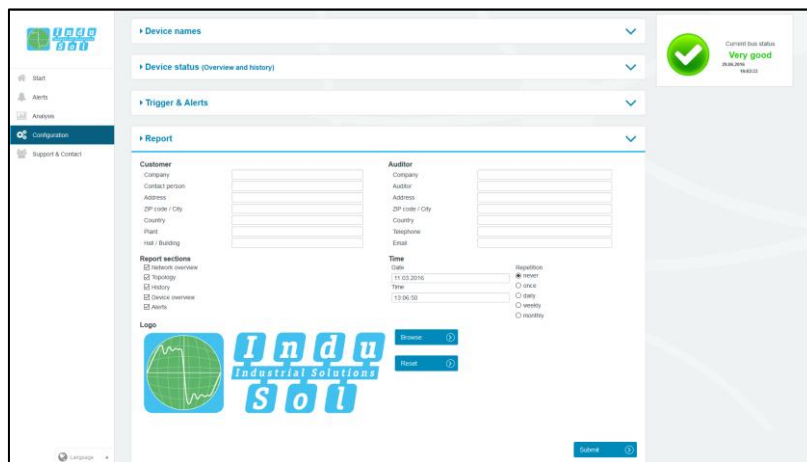 Indu
Sol
Start
Alerts
Analysis
Configuration
Support & Contact
Language
Device names
Device status (Overview and history)
Trigger & Alerts
Report
Customer
Company
Contact person
Address
ZIP code / City
Country
Plant
Hall / Building
Auditor
Company
Auditor
Address
ZIP code / City
Country
Telephone
Email
Report sections
Network overview
Topology
History
Device overview
Alerts
Time
Date
11.03.2016
Time
13:06:50
Repetition
never
once
daily
weekly
monthly
Logo
Indu
Industrial Solutions
Sol
Browse
Reset
Submit
Current bus status
Very good